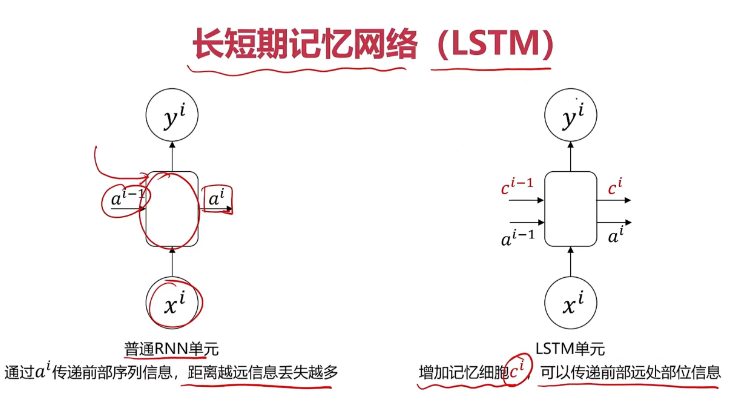 长短期记忆网络（LSTM）
y^i
a^{i-1}
a^i
x^i
普通RNN单元
通过a^i传递前部序列信息，距离越远信息丢失越多
y^i
c^{i-1}
c^i
a^{i-1}
a^i
x^i
LSTM单元
增加记忆细胞c^i，可以传递前部远处部位信息